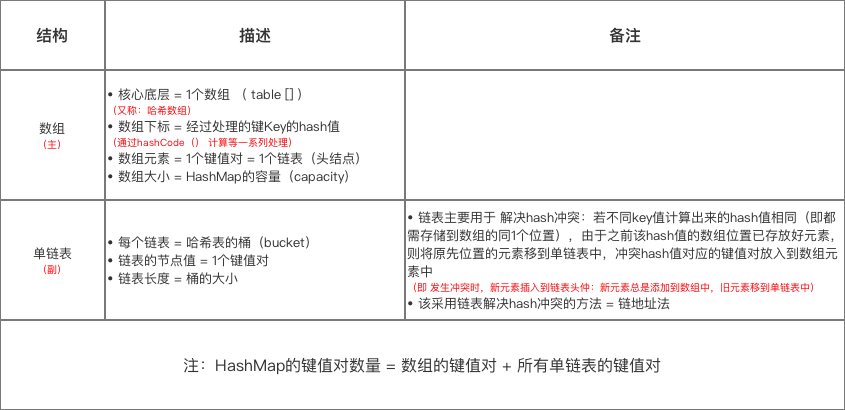 结构
描述
备注
数组
（主）
• 核心底层 = 1个数组 （ table [] ）
（又称：哈希数组）
• 数组下标 = 经过处理的键Key的hash值
（通过hashCode（） 计算等一系列处理）
• 数组元素 = 1个键值对 = 1个链表（头结点）
• 数组大小 = HashMap的容量（capacity）
单链表
（副）
• 每个链表 = 哈希表的桶（bucket）
• 链表的节点值 = 1个键值对
• 链表长度 = 桶的大小
• 链表主要用于 解决hash冲突：若不同key值计算出来的hash值相同（即都
需存储到数组的同1个位置），由于之前该hash值的数组位置已存放好元素，
则将原先位置的元素移到单链表中，冲突hash值对应的键值对放入到数组元
素中
（即 发生冲突时，新元素插入到链表头仲：新元素总是添加到数组中，旧元素移到单链表中）
• 该采用链表解决hash冲突的方法 = 链地址法
注：HashMap的键值对数量 = 数组的键值对 + 所有单链表的键值对